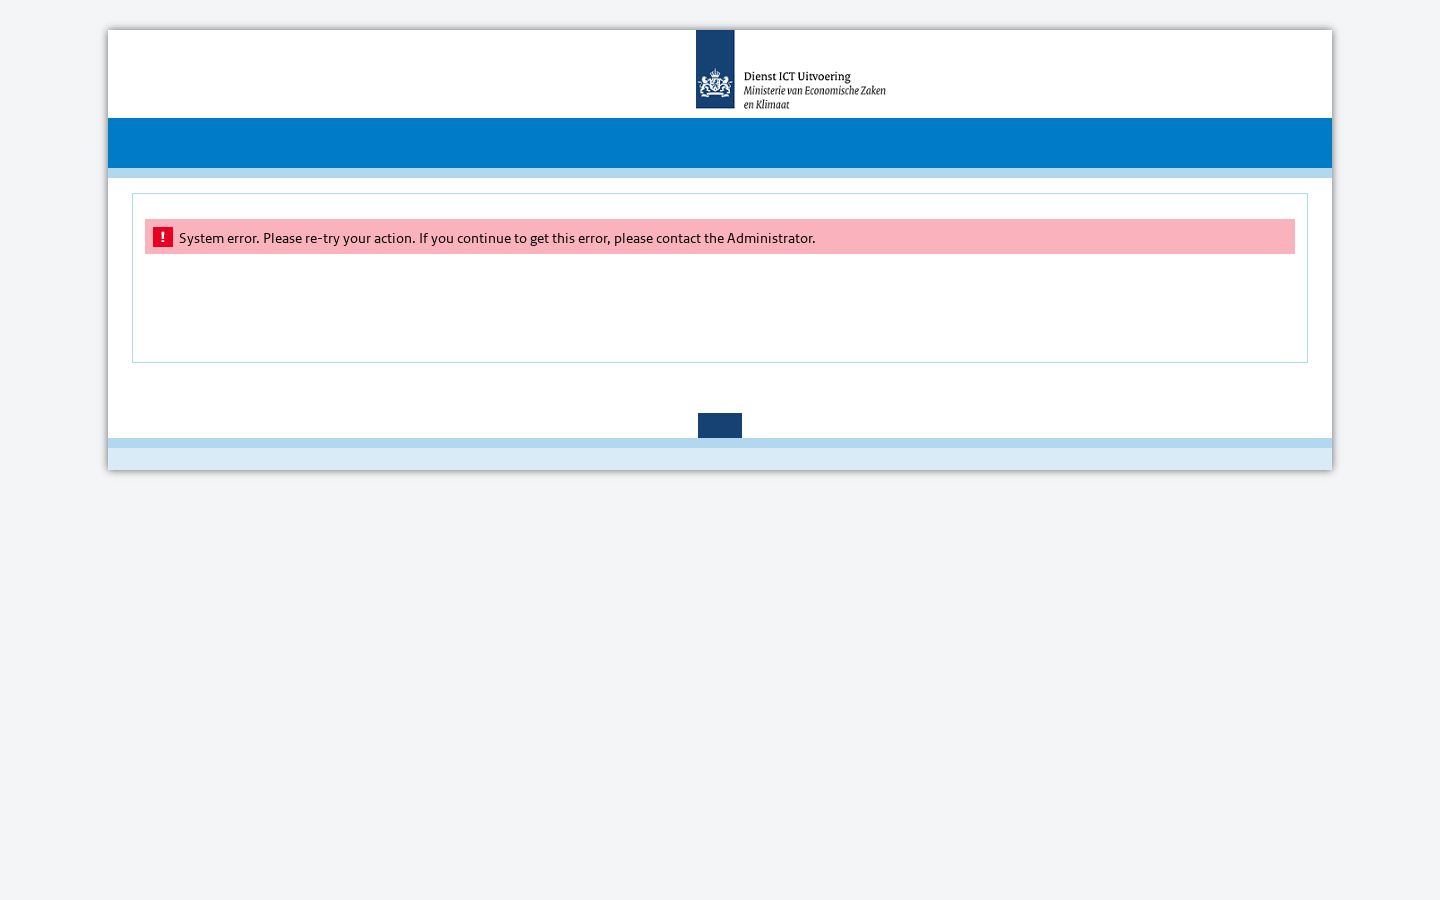 Dienst ICT Uitvoering
Ministerie van Economische Zaken
en Klimaat
! System error. Please re-try your action. If you continue to get this error, please contact the Administrator.